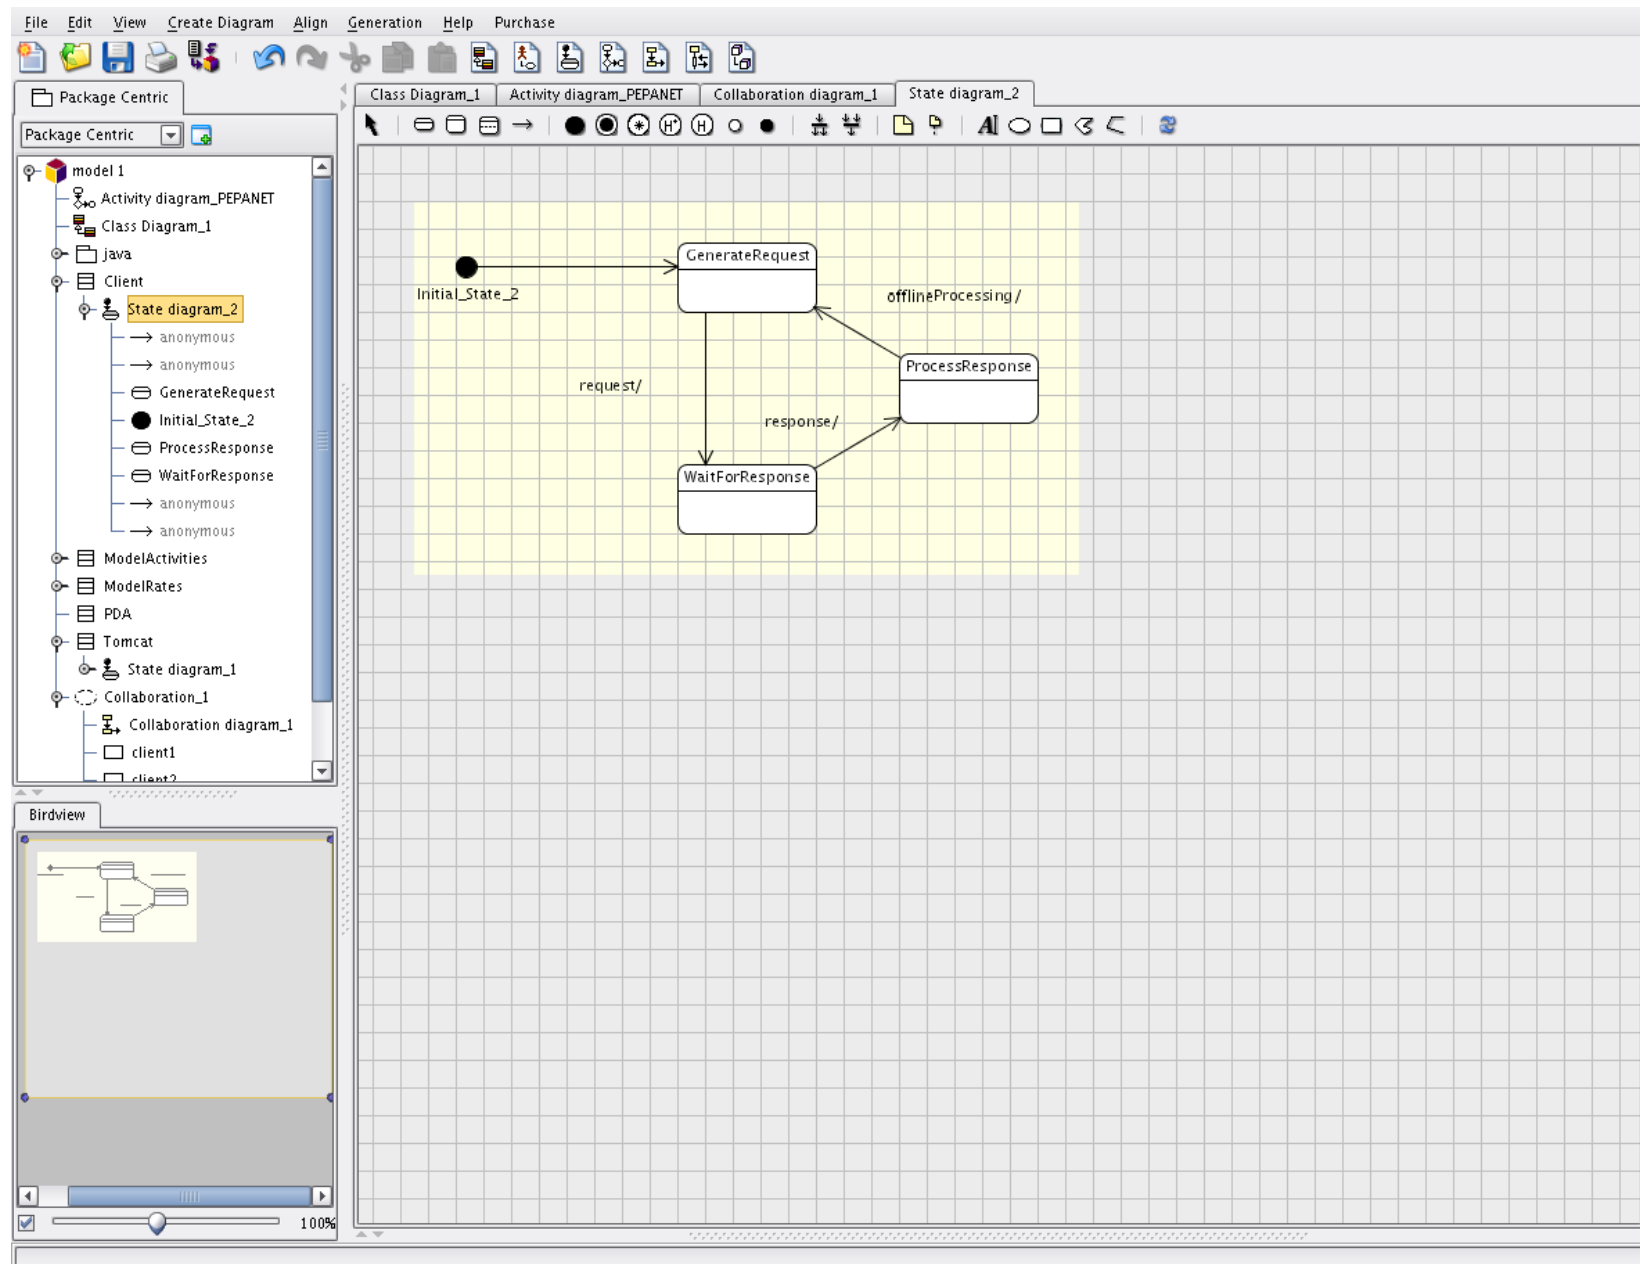 File Edit View Create Diagram Align Generation Help Purchase
Package Centric
Class Diagram_1 Activity diagram_PEPANET Collaboration diagram_1 State diagram_2
Package Centric
model 1
Activity diagram_PEPANET
Class Diagram_1
java
Client
State diagram_2
anonymous
anonymous
GenerateRequest
Initial_State_2
ProcessResponse
WaitForResponse
anonymous
anonymous
ModelActivities
ModelRates
PDA
Tomcat
State diagram_1
Collaboration_1
Collaboration diagram_1
client1
client2
Birdview
100%
GenerateRequest
Initial_State_2
offlineProcessing/
ProcessResponse
request/
response/
WaitForResponse